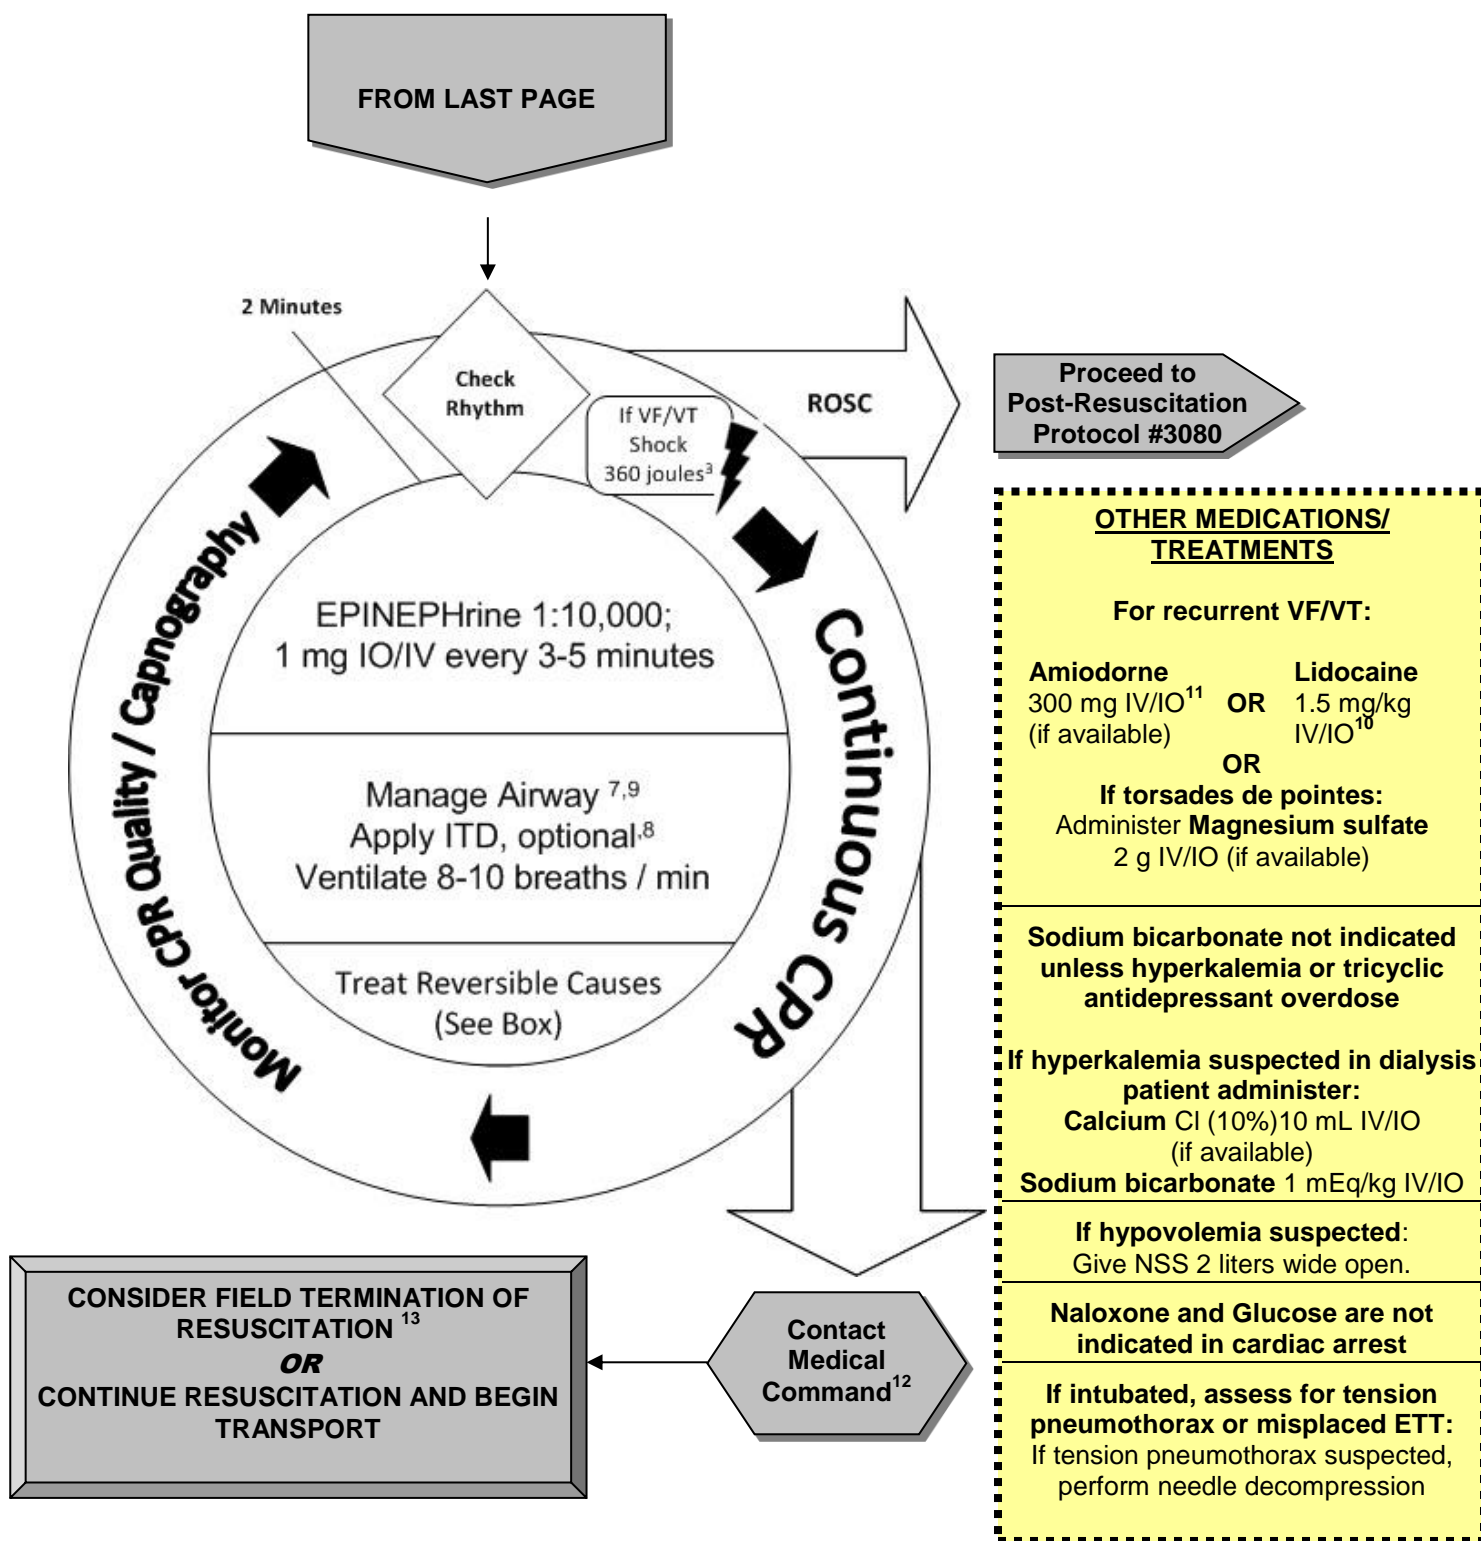 FROM LAST PAGE
2 Minutes
Check
Rhythm
If VF/VT
Shock
360 joules3
ROSC
Proceed to
Post-Resuscitation
Protocol #3080
Monitor CPR Quality / Capnography
Continuous CPR
EPINEPHrine 1:10,000;
1 mg IO/IV every 3-5 minutes
Manage Airway 7,9
Apply ITD, optional,8
Ventilate 8-10 breaths / min
Treat Reversible Causes
(See Box)
OTHER MEDICATIONS/
TREATMENTS
For recurrent VF/VT:
Amiodorne Lidocaine
300 mg IV/IO11 OR 1.5 mg/kg
(if available) IV/IO10
OR
If torsades de pointes:
Administer Magnesium sulfate
2 g IV/IO (if available)
Sodium bicarbonate not indicated
unless hyperkalemia or tricyclic
antidepressant overdose
If hyperkalemia suspected in dialysis
patient administer:
Calcium Cl (10%)10 mL IV/IO
(if available)
Sodium bicarbonate 1 mEq/kg IV/IO
If hypovolemia suspected:
Give NSS 2 liters wide open.
Naloxone and Glucose are not
indicated in cardiac arrest
If intubated, assess for tension
pneumothorax or misplaced ETT:
If tension pneumothorax suspected,
perform needle decompression
Contact
Medical
Command12
CONSIDER FIELD TERMINATION OF
RESUSCITATION 13
OR
CONTINUE RESUSCITATION AND BEGIN
TRANSPORT